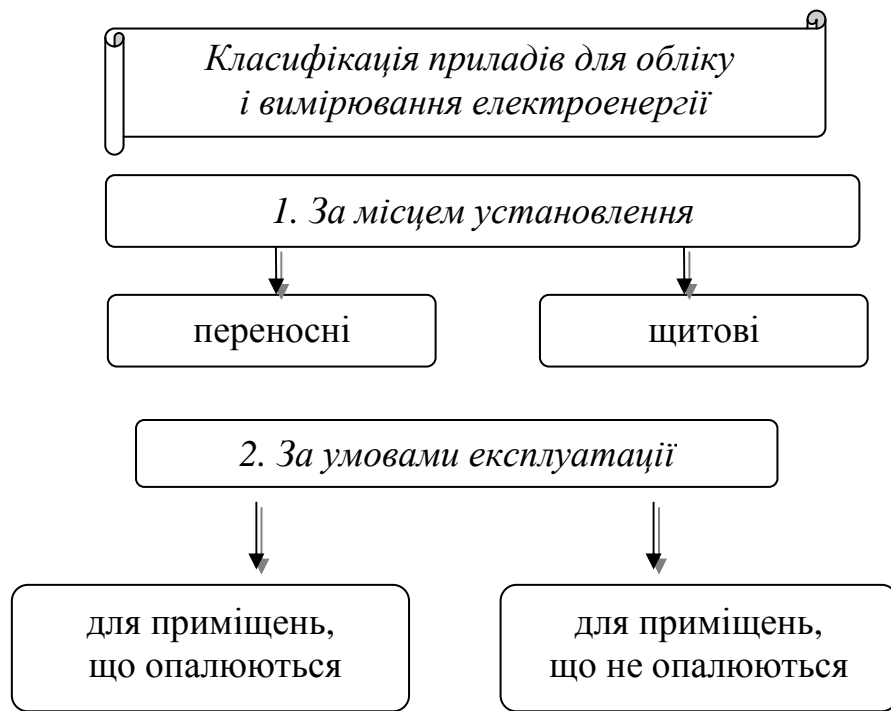 Класифікація приладів для обліку
і вимірювання електроенергії
1. За місцем установлення
переносні
щитові
2. За умовами експлуатації
для приміщень,
що опалюються
для приміщень,
що не опалюються